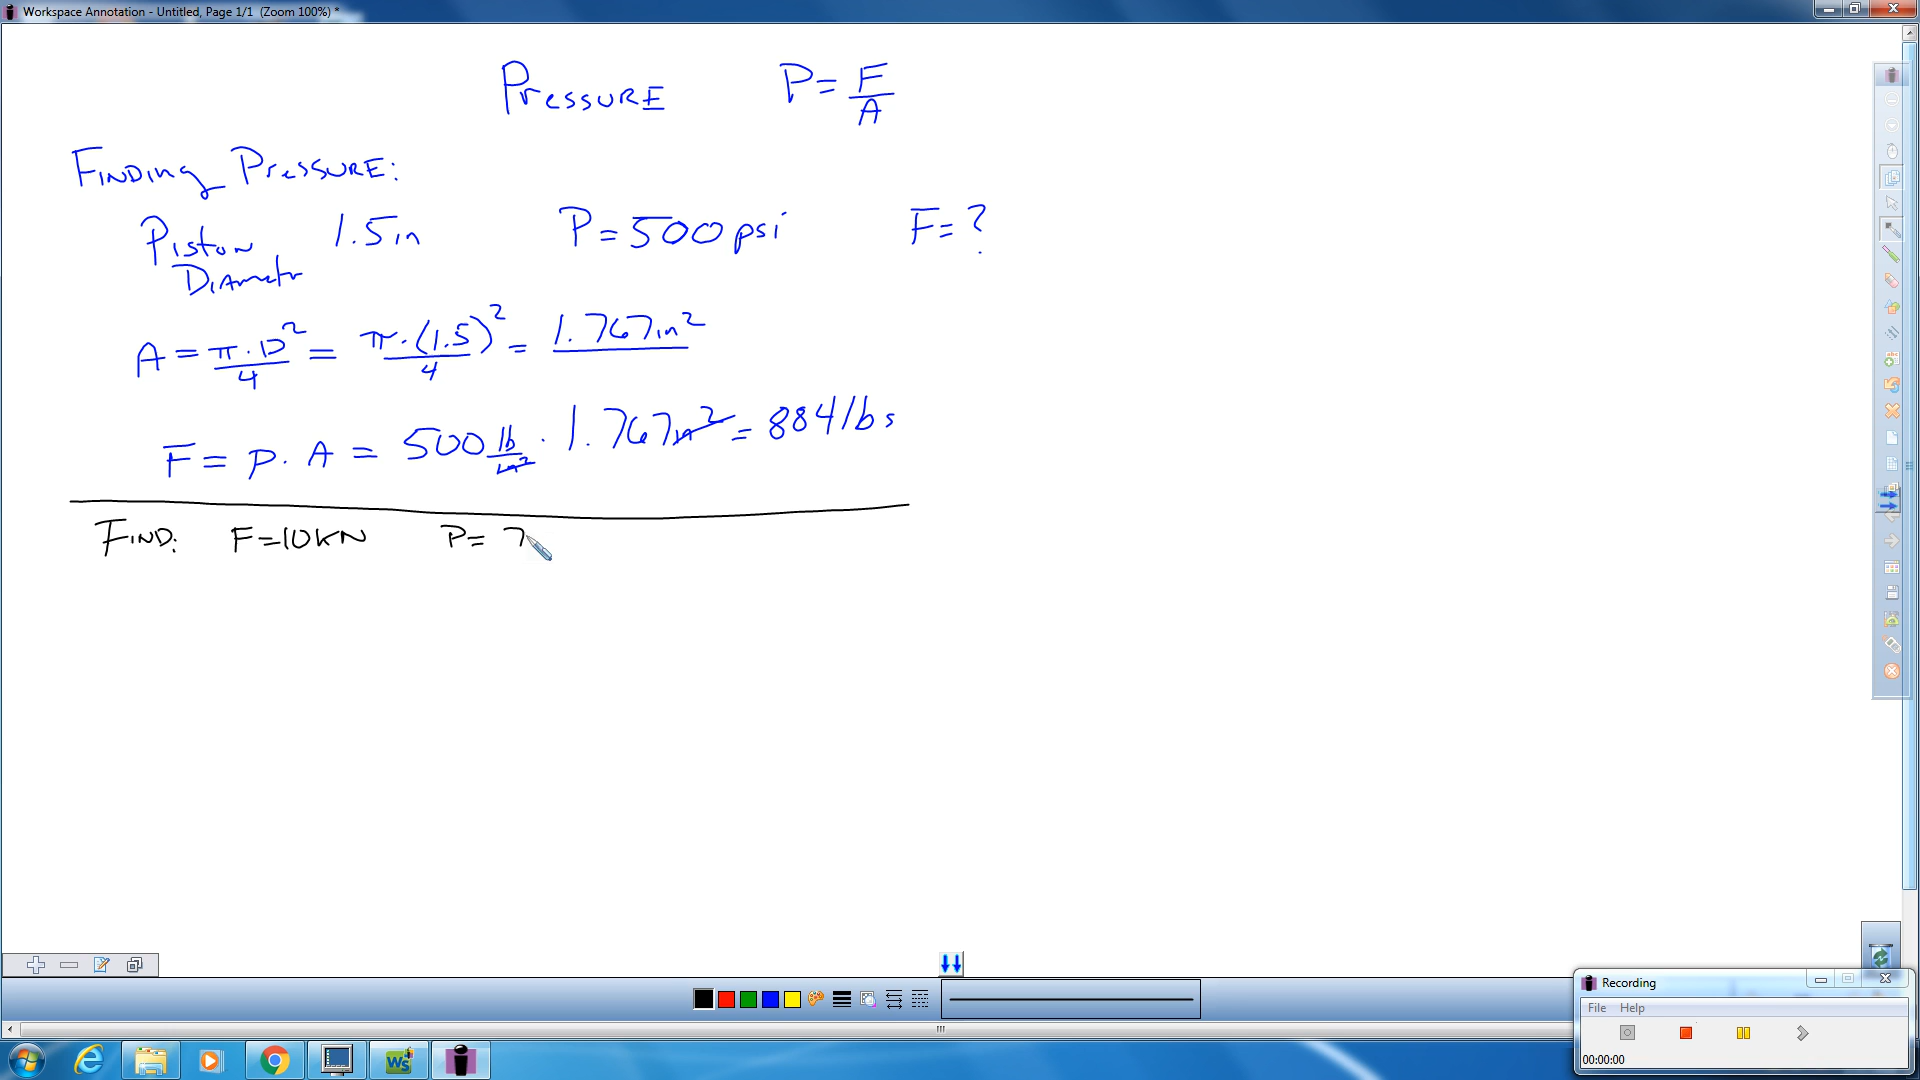 Workspace Annotation - Untitled, Page 1/1 (Zoom 100%) *
PressurE P = F/A
FINDing PressURE:
Piston Diameter 1.5in P = 500psi F = ?
A = π·D²/4 = π·(1.5)²/4 = 1.767in²
F = p·A = 500 lb/in² · 1.767in² = 884 lbs
FIND: F=10KN P= 7
Recording
File Help
00:00:00